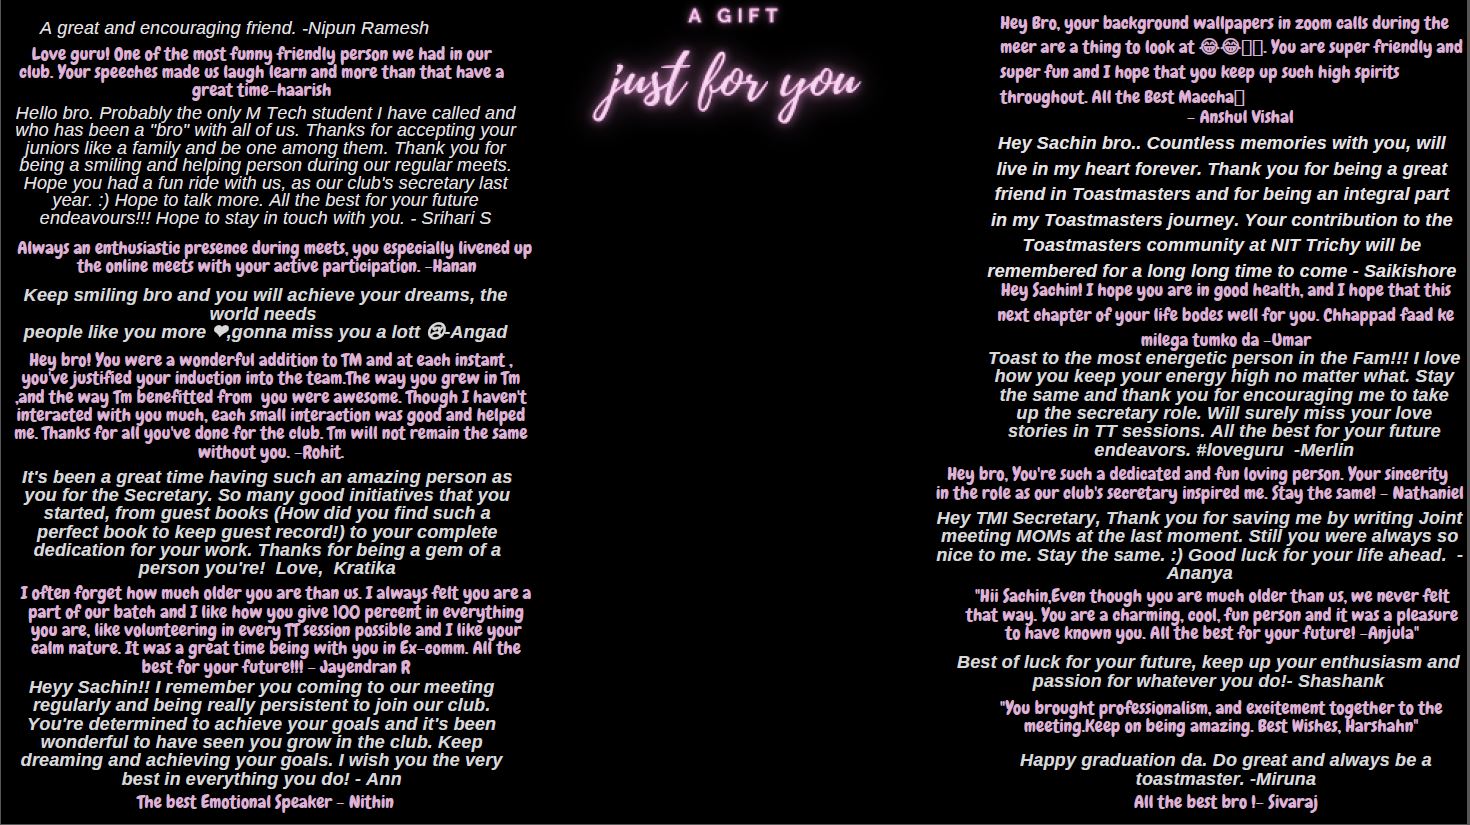 A GIFT
just for you
A great and encouraging friend. -Nipun Ramesh
Love guru! One of the most funny friendly person we had in our
club. Your speeches made us laugh learn and more than that have a
great time-haarish
Hello bro. Probably the only M Tech student I have called and
who has been a "bro" with all of us. Thanks for accepting your
juniors like a family and be one among them. Thank you for
being a smiling and helping person during our regular meets.
Hope you had a fun ride with us, as our club's secretary last
year. :) Hope to talk more. All the best for your future
endeavours!!! Hope to stay in touch with you. - Srihari S
Always an enthusiastic presence during meets, you especially livened up
the online meets with your active participation. -Hanan
Keep smiling bro and you will achieve your dreams, the
world needs
people like you more ❤,gonna miss you a lott 😢-Angad
Hey bro! You were a wonderful addition to TM and at each instant ,
you've justified your induction into the team.The way you grew in Tm
,and the way Tm benefitted from  you were awesome. Though I haven't
interacted with you much, each small interaction was good and helped
me. Thanks for all you've done for the club. Tm will not remain the same
without you. -Rohit.
It's been a great time having such an amazing person as
you for the Secretary. So many good initiatives that you
started, from guest books (How did you find such a
perfect book to keep guest record!) to your complete
dedication for your work. Thanks for being a gem of a
person you're!  Love,  Kratika
I often forget how much older you are than us. I always felt you are a
part of our batch and I like how you give 100 percent in everything
you are, like volunteering in every TT session possible and I like your
calm nature. It was a great time being with you in Ex-comm. All the
best for your future!!! - Jayendran R
Heyy Sachin!! I remember you coming to our meeting
regularly and being really persistent to join our club.
You're determined to achieve your goals and it's been
wonderful to have seen you grow in the club. Keep
dreaming and achieving your goals. I wish you the very
best in everything you do! - Ann
The best Emotional Speaker - Nithin
Hey Bro, your background wallpapers in zoom calls during the
meer are a thing to look at 😂😂. You are super friendly and
super fun and I hope that you keep up such high spirits
throughout. All the Best Maccha
- Anshul Vishal
Hey Sachin bro.. Countless memories with you, will
live in my heart forever. Thank you for being a great
friend in Toastmasters and for being an integral part
in my Toastmasters journey. Your contribution to the
Toastmasters community at NIT Trichy will be
remembered for a long long time to come - Saikishore
Hey Sachin! I hope you are in good health, and I hope that this
next chapter of your life bodes well for you. Chhappad faad ke
milega tumko da -Umar
Toast to the most energetic person in the Fam!!! I love
how you keep your energy high no matter what. Stay
the same and thank you for encouraging me to take
up the secretary role. Will surely miss your love
stories in TT sessions. All the best for your future
endeavors. #loveguru  -Merlin
Hey bro, You're such a dedicated and fun loving person. Your sincerity
in the role as our club's secretary inspired me. Stay the same! - Nathaniel
Hey TMI Secretary, Thank you for saving me by writing Joint
meeting MOMs at the last moment. Still you were always so
nice to me. Stay the same. :) Good luck for your life ahead.  -
Ananya
"Hii Sachin,Even though you are much older than us, we never felt
that way. You are a charming, cool, fun person and it was a pleasure
to have known you. All the best for your future! -Anjula"
Best of luck for your future, keep up your enthusiasm and
passion for whatever you do!- Shashank
"You brought professionalism, and excitement together to the
meeting.Keep on being amazing. Best Wishes, Harshahn"
Happy graduation da. Do great and always be a
toastmaster. -Miruna
All the best bro !- Sivaraj